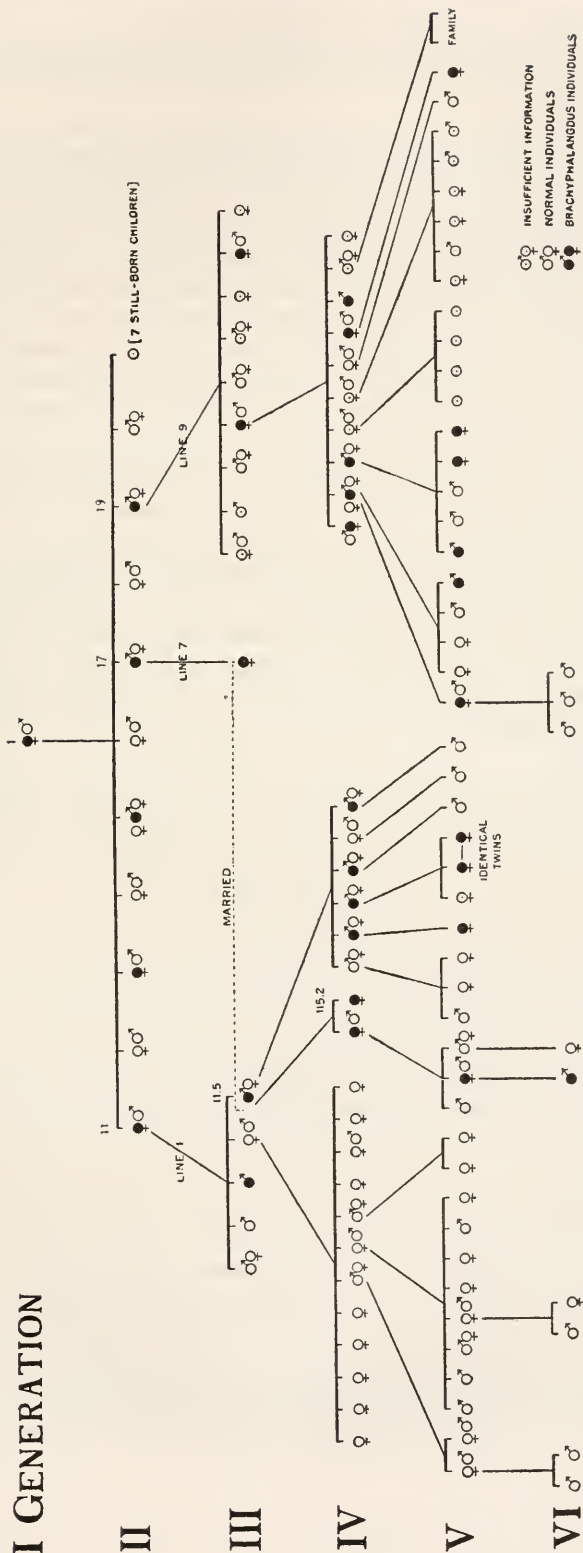 I GENERATION
1
II
11
17
19
[7 STILL-BORN CHILDREN]
LINE 1
LINE 7
LINE 9
III
11.5
MARRIED
IV
115.2
V
IDENTICAL
TWINS
FAMILY
VI
INSUFFICIENT INFORMATION
NORMAL INDIVIDUALS
BRACHYPHALANGOUS INDIVIDUALS